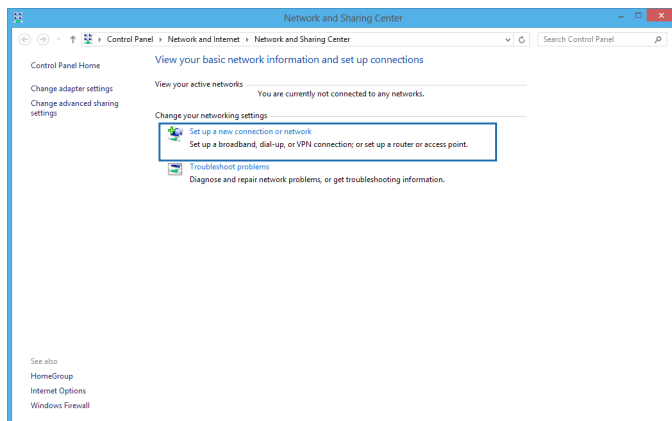 Network and Sharing Center
Control Panel ▸ Network and Internet ▸ Network and Sharing Center
Search Control Panel
Control Panel Home
Change adapter settings
Change advanced sharing
settings
View your basic network information and set up connections
View your active networks
You are currently not connected to any networks.
Change your networking settings
Set up a new connection or network
Set up a broadband, dial-up, or VPN connection; or set up a router or access point.
Troubleshoot problems
Diagnose and repair network problems, or get troubleshooting information.
See also
HomeGroup
Internet Options
Windows Firewall